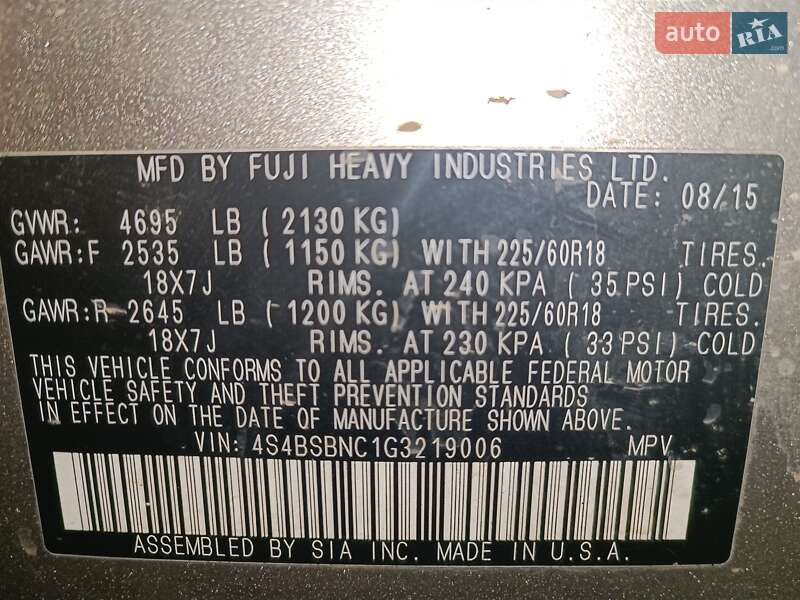 auto RIA
.com
MFD BY FUJI HEAVY INDUSTRIES LTD.
DATE: 08/15
GVWR: 4695 LB (2130 KG)
GAWR:F 2535 LB (1150 KG) WITH 225/60R18 TIRES.
18X7J RIMS. AT 240 KPA (35 PSI) COLD
GAWR:R 2645 LB (1200 KG) WITH 225/60R18 TIRES.
18X7J RIMS. AT 230 KPA (33 PSI) COLD
THIS VEHICLE CONFORMS TO ALL APPLICABLE FEDERAL MOTOR
VEHICLE SAFETY AND THEFT PREVENTION STANDARDS
IN EFFECT ON THE DATE OF MANUFACTURE SHOWN ABOVE.
VIN: 4S4BSBNC1G3219006 MPV
ASSEMBLED BY SIA INC. MADE IN U.S.A.